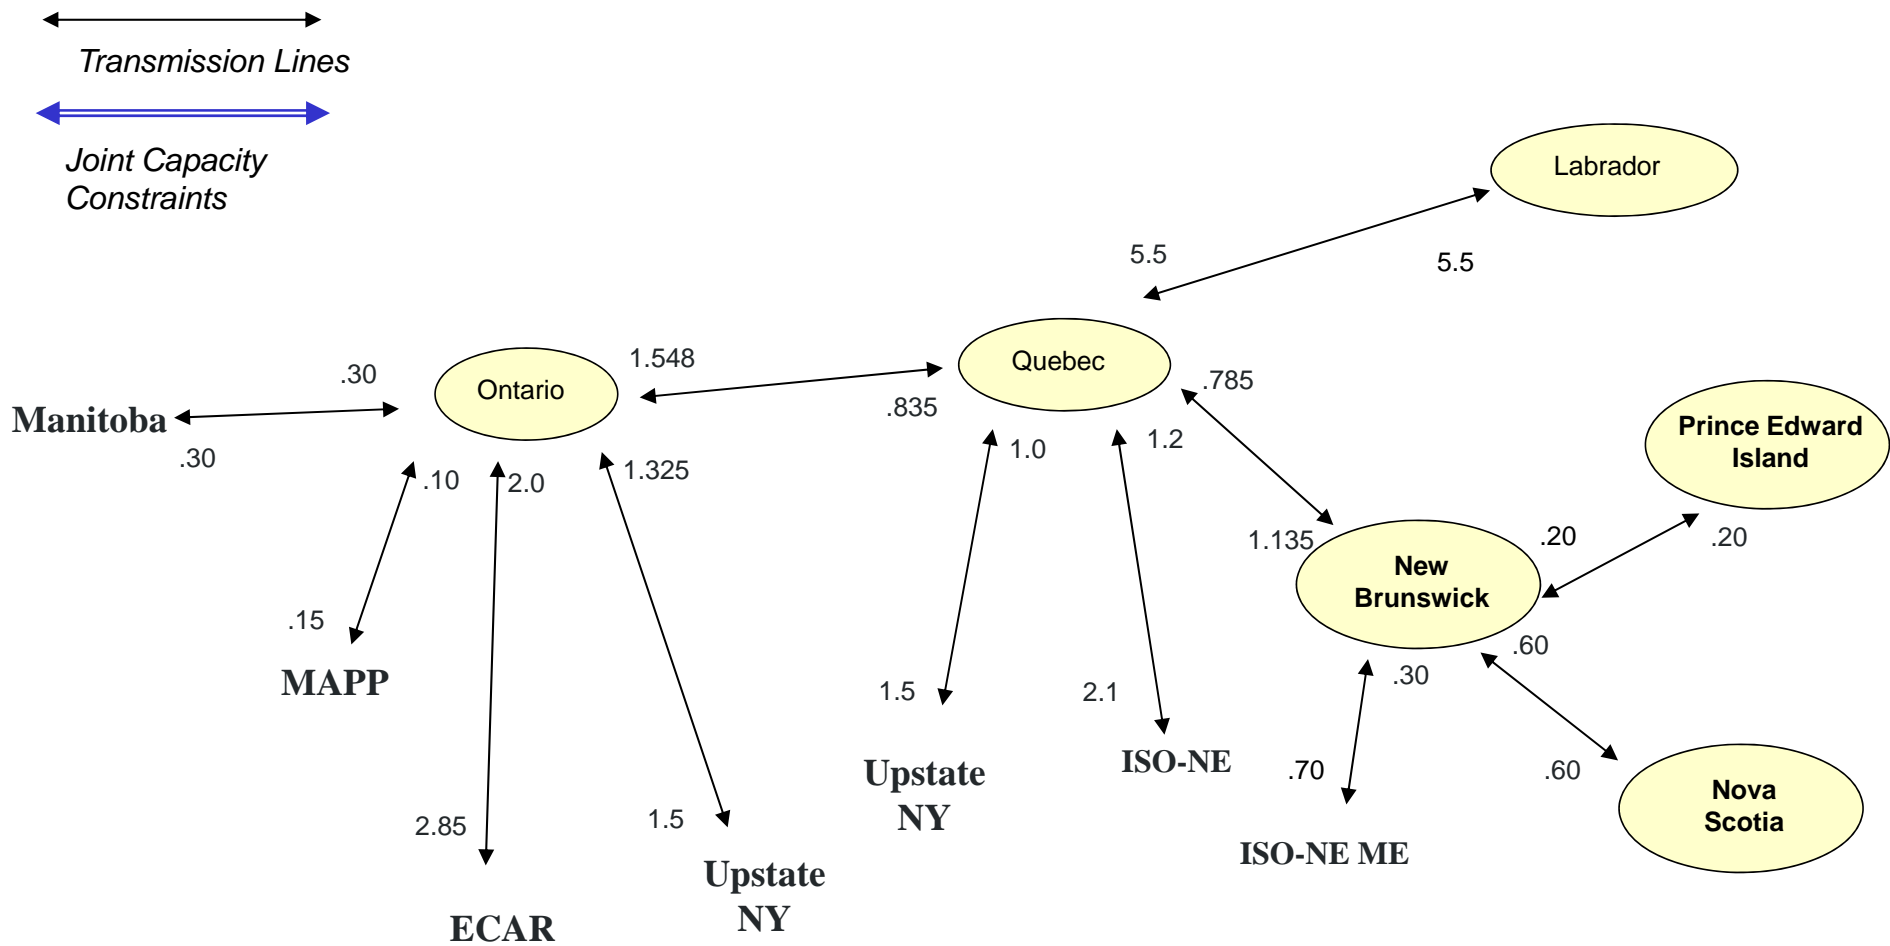 Transmission Lines
Joint Capacity
Constraints
Labrador
5.5
5.5
Quebec
1.548
.835
.785
Ontario
.30
Manitoba
.30
.10
2.0
1.325
1.0
1.2
Prince Edward
Island
1.135
.20
.20
New
Brunswick
.15
MAPP
.60
.30
1.5
2.1
Upstate
NY
ISO-NE
.70
.60
Nova
Scotia
2.85
1.5
ISO-NE ME
Upstate
NY
ECAR